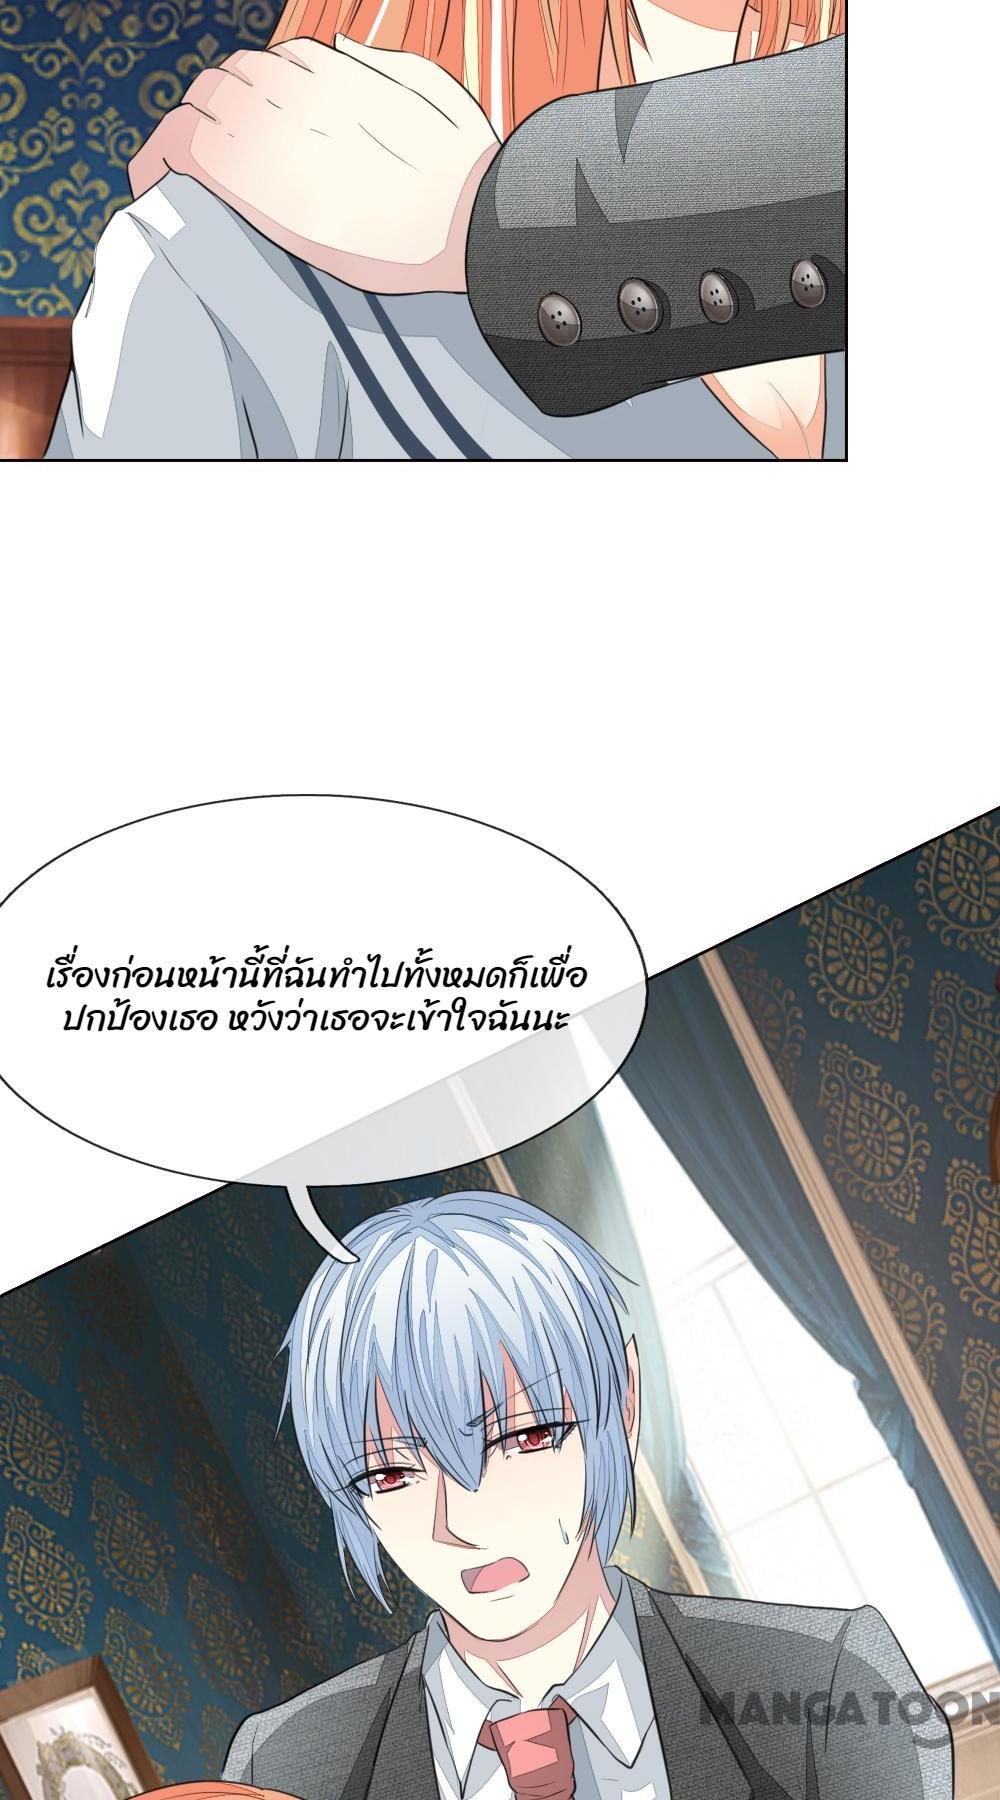 เรื่องก่อนหน้านี้ที่ฉันทำไปทั้งหมดก็เพื่อ
ปกป้องเธอ หวังว่าเธอจะเข้าใจฉันนะ
MANGATOON